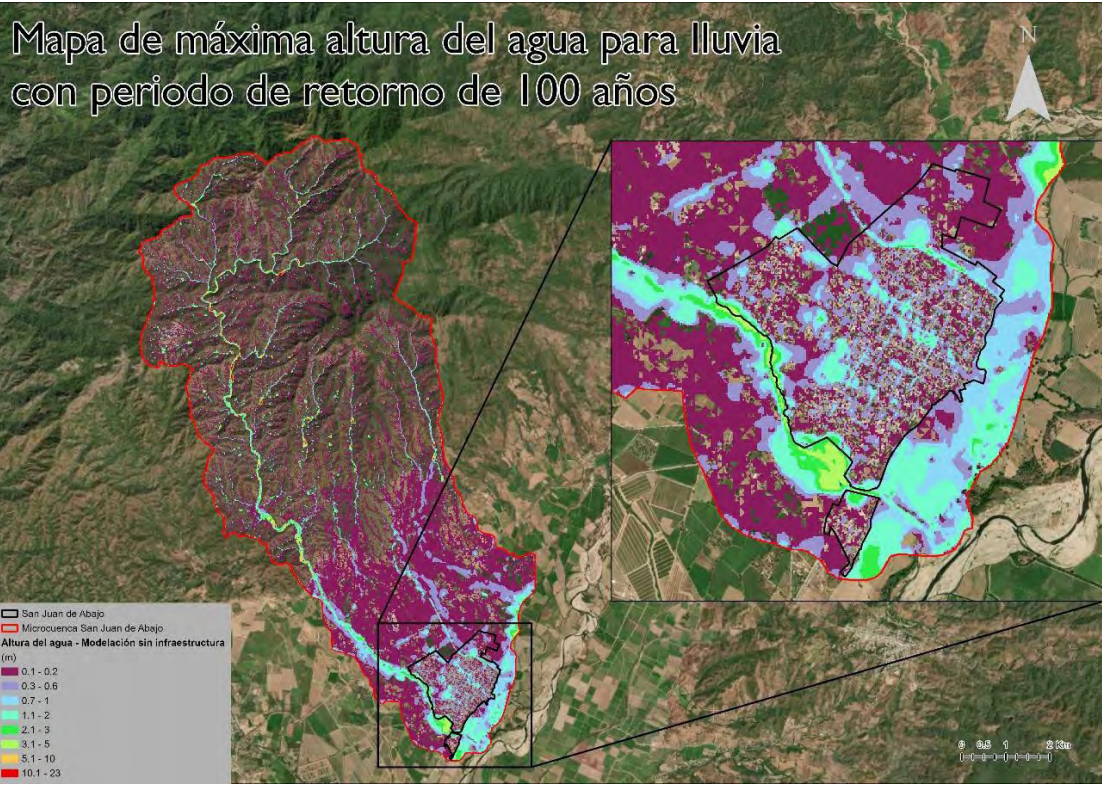 Mapa de máxima altura del agua para lluvia
con periodo de retorno de 100 años
N
San Juan de Abajo
Microcuenca San Juan de Abajo
Altura del agua - Modelación sin infraestructura
(m)
0.1 - 0.2
0.3 - 0.6
0.7 - 1
1.1 - 2
2.1 - 3
3.1 - 5
5.1 - 10
10.1 - 23
0 0.5 1 2 Km